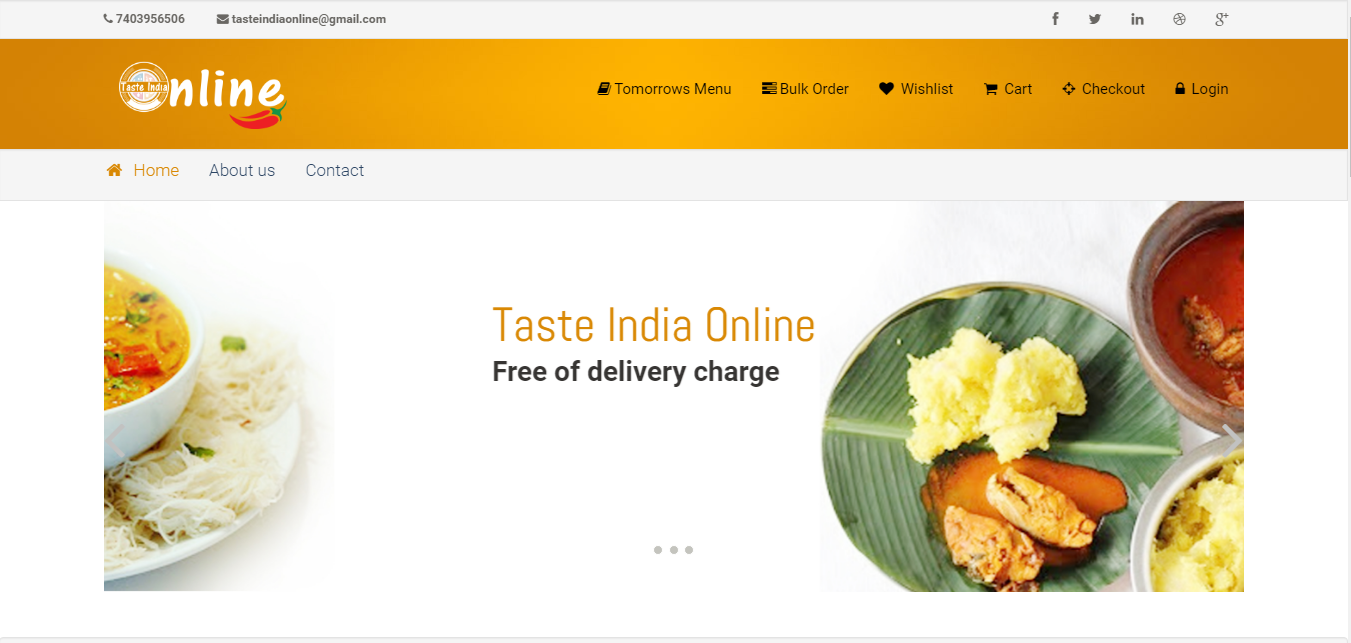 7403956506 tasteindiaonline@gmail.com
Taste India Online
Tomorrows Menu Bulk Order Wishlist Cart Checkout Login
Home About us Contact
Taste India Online
Free of delivery charge